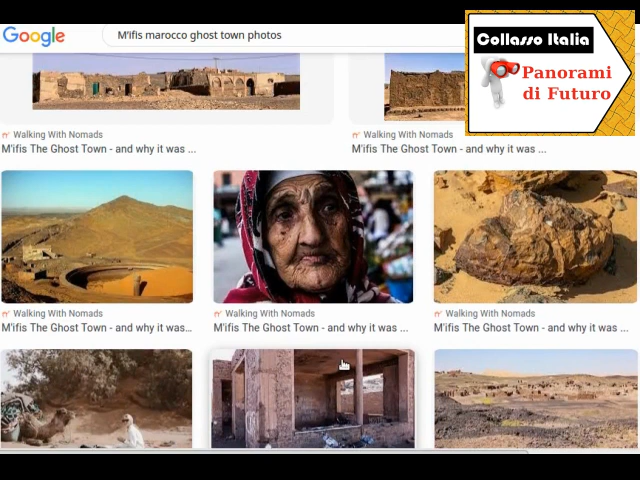 Google
M'ifis marocco ghost town photos
Collasso Italia
Panorami
di Futuro
Walking With Nomads
Walking With Nomads
M'ifis The Ghost Town - and why it was ...
M'ifis The Ghost Town - and why it was ...
Walking With Nomads
Walking With Nomads
Walking With Nomads
M'ifis The Ghost Town - and why it was...
M'ifis The Ghost Town - and why it was ...
M'ifis The Ghost Town - and why it was ...